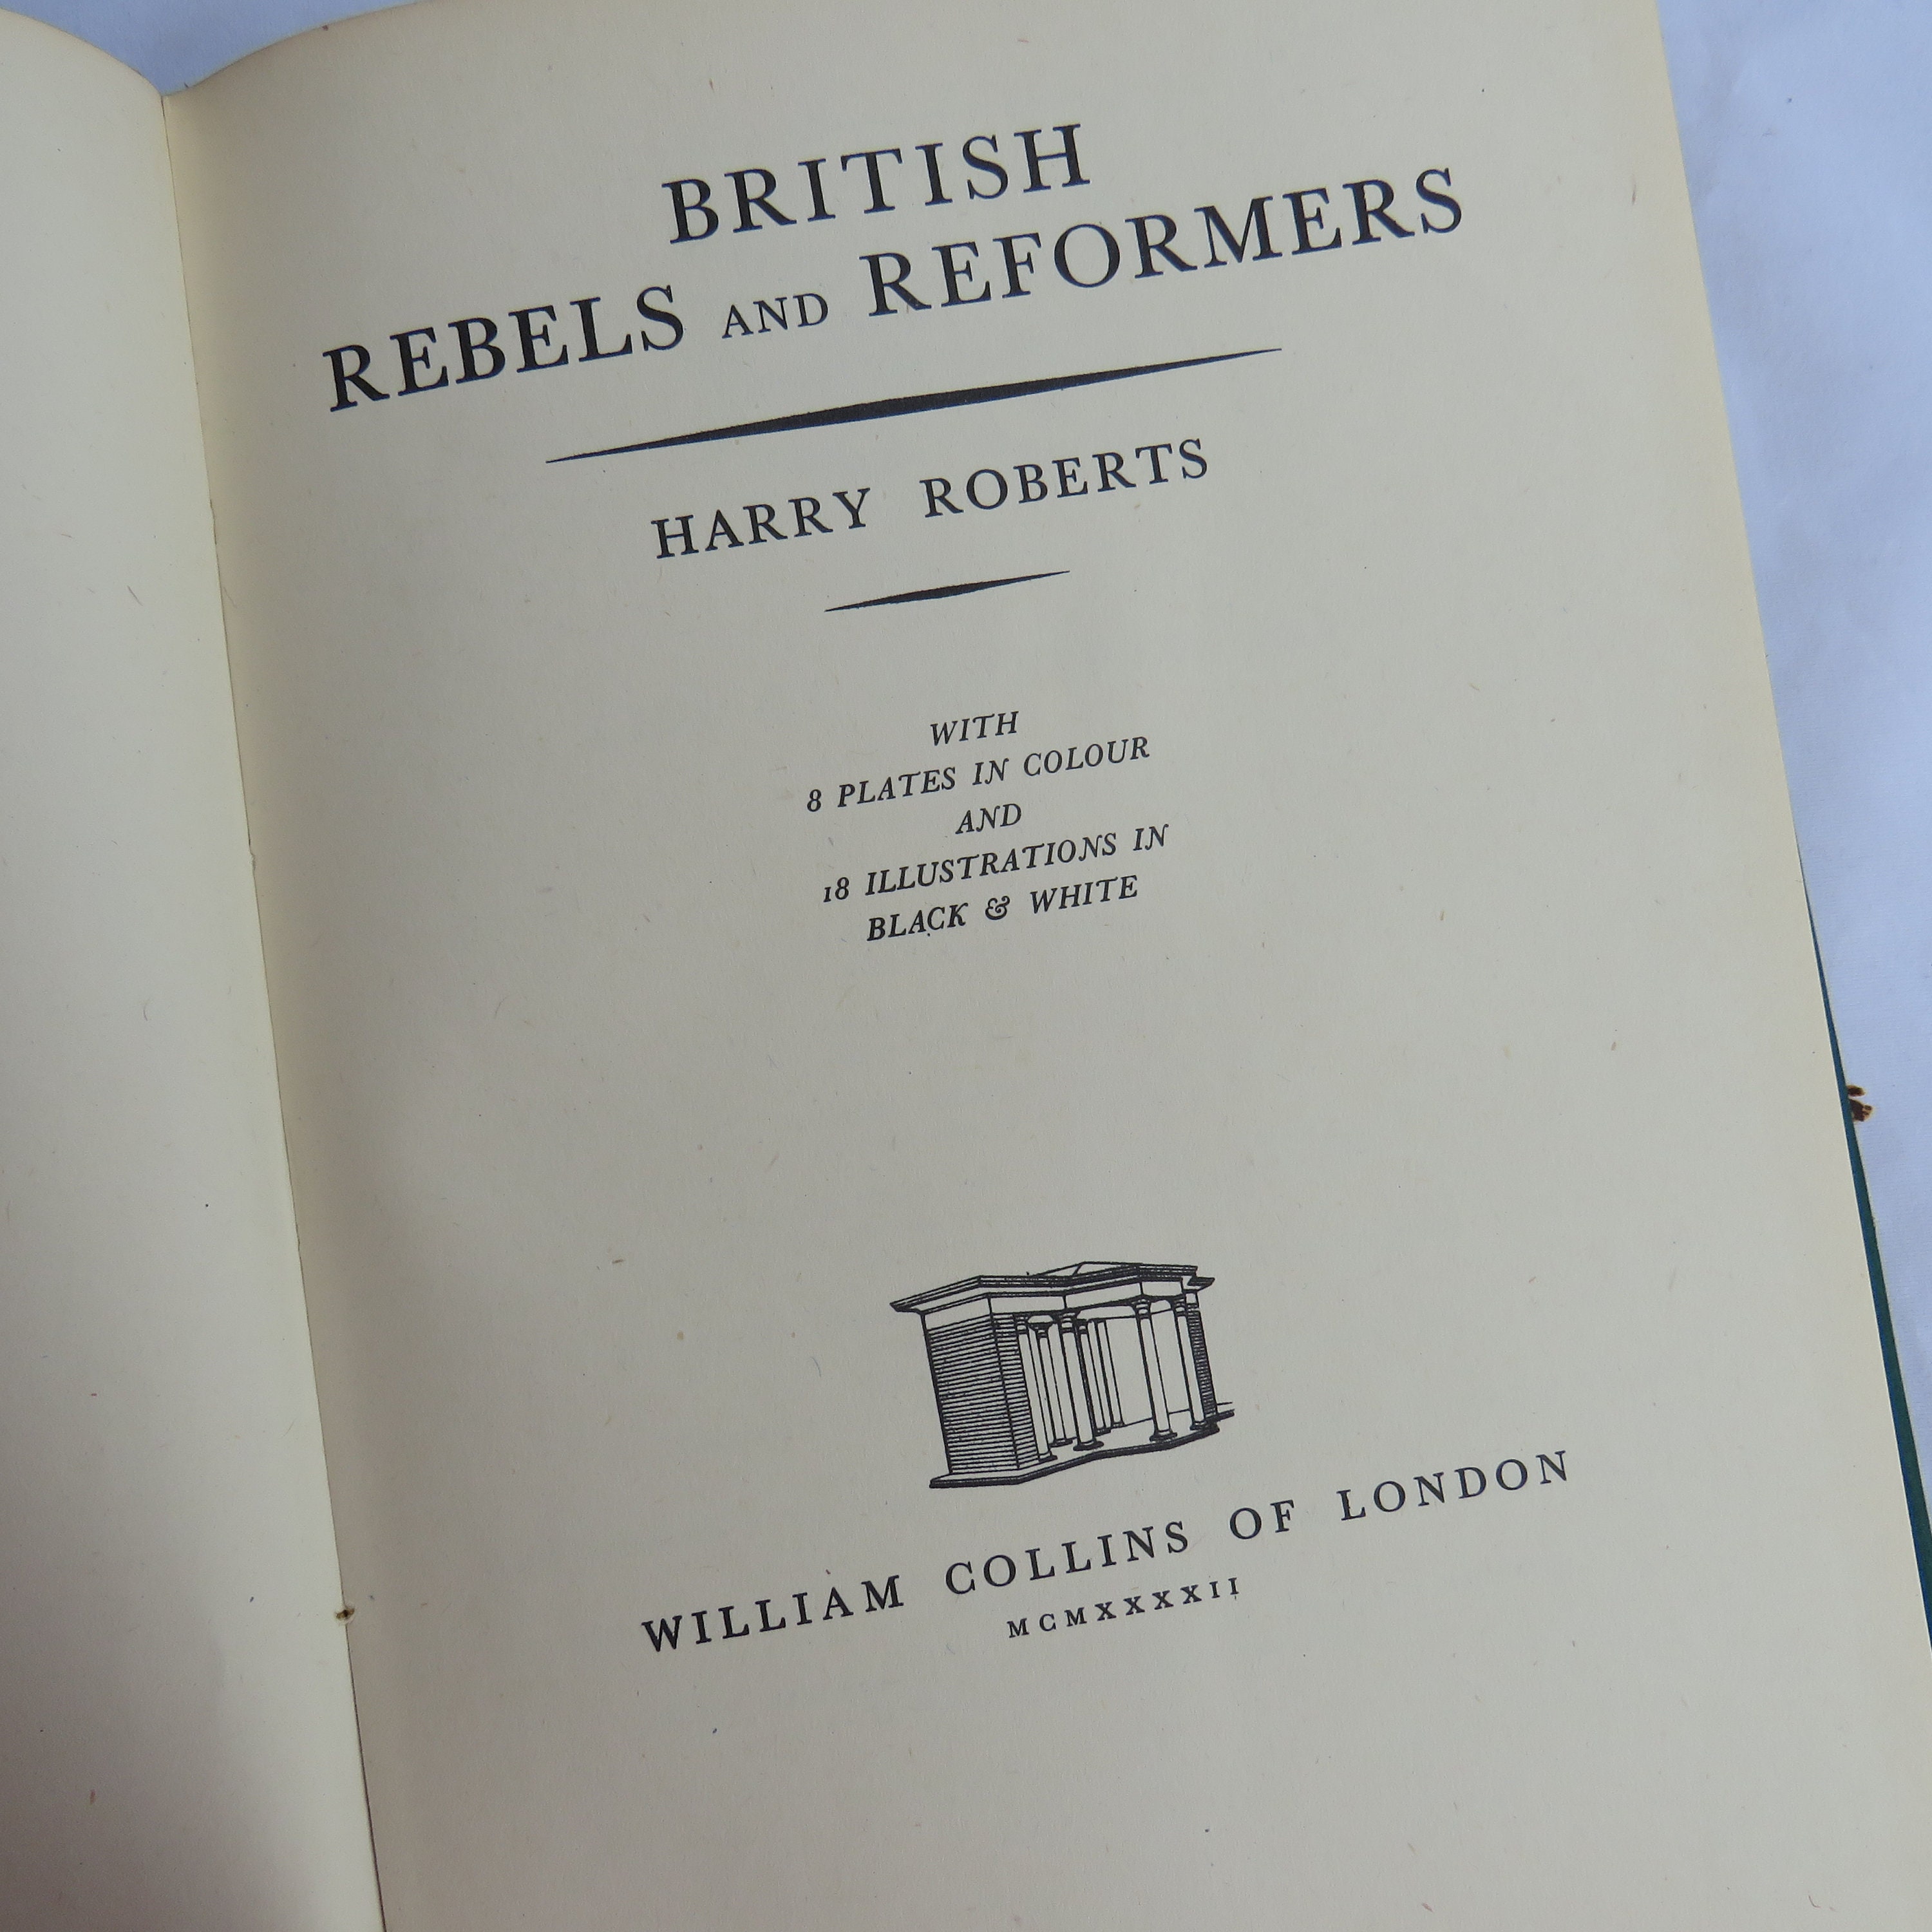 BRITISH
REBELS AND REFORMERS
HARRY ROBERTS
WITH
8 PLATES IN COLOUR
AND
18 ILLUSTRATIONS IN
BLACK & WHITE
WILLIAM COLLINS OF LONDON
MCMXXXXII